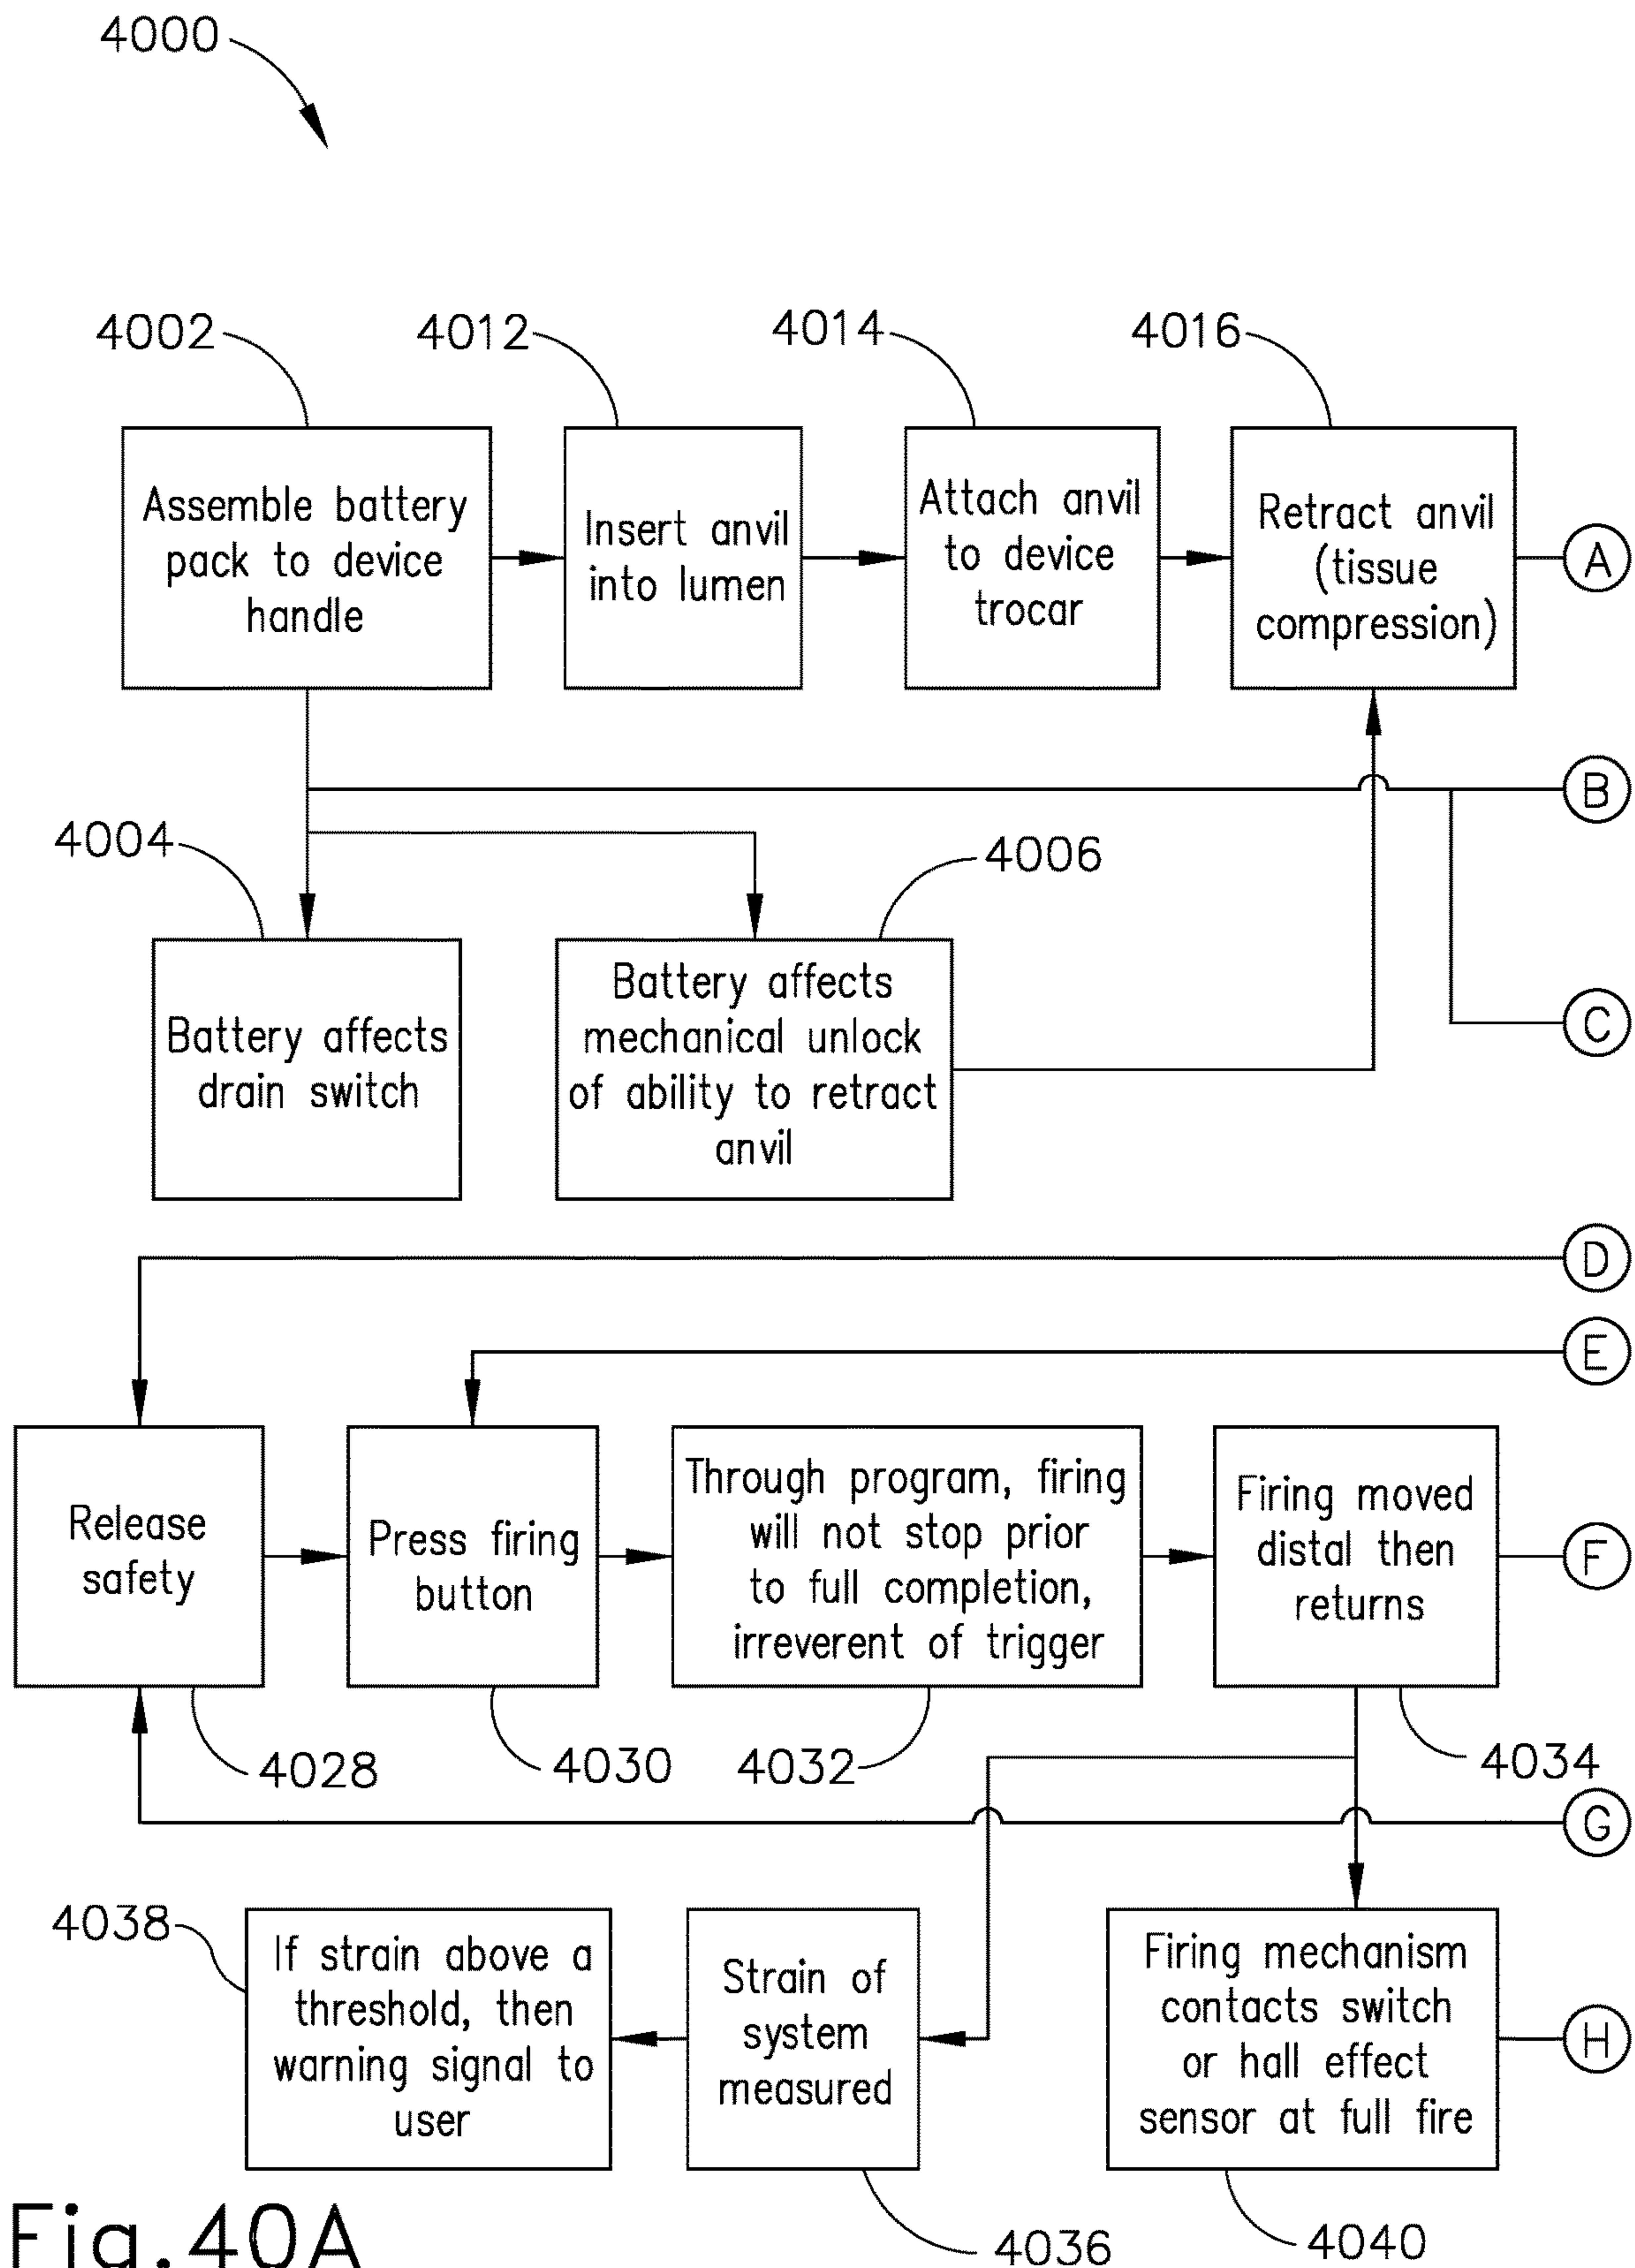 4000
4002
4012
4014
4016
Assemble battery
pack to device
handle
Insert anvil
into lumen
Attach anvil
to device
trocar
Retract anvil
(tissue
compression)
A
B
4004
4006
Battery affects
drain switch
Battery affects
mechanical unlock
of ability to retract
anvil
C
D
E
Release
safety
Press firing
button
Through program, firing
will not stop prior
to full completion,
irreverent of trigger
Firing moved
distal then
returns
F
4028
4030
4032
4034
G
4038
If strain above a
threshold, then
warning signal to
user
Strain of
system
measured
Firing mechanism
contacts switch
or hall effect
sensor at full fire
H
4036
4040
Fig.40A